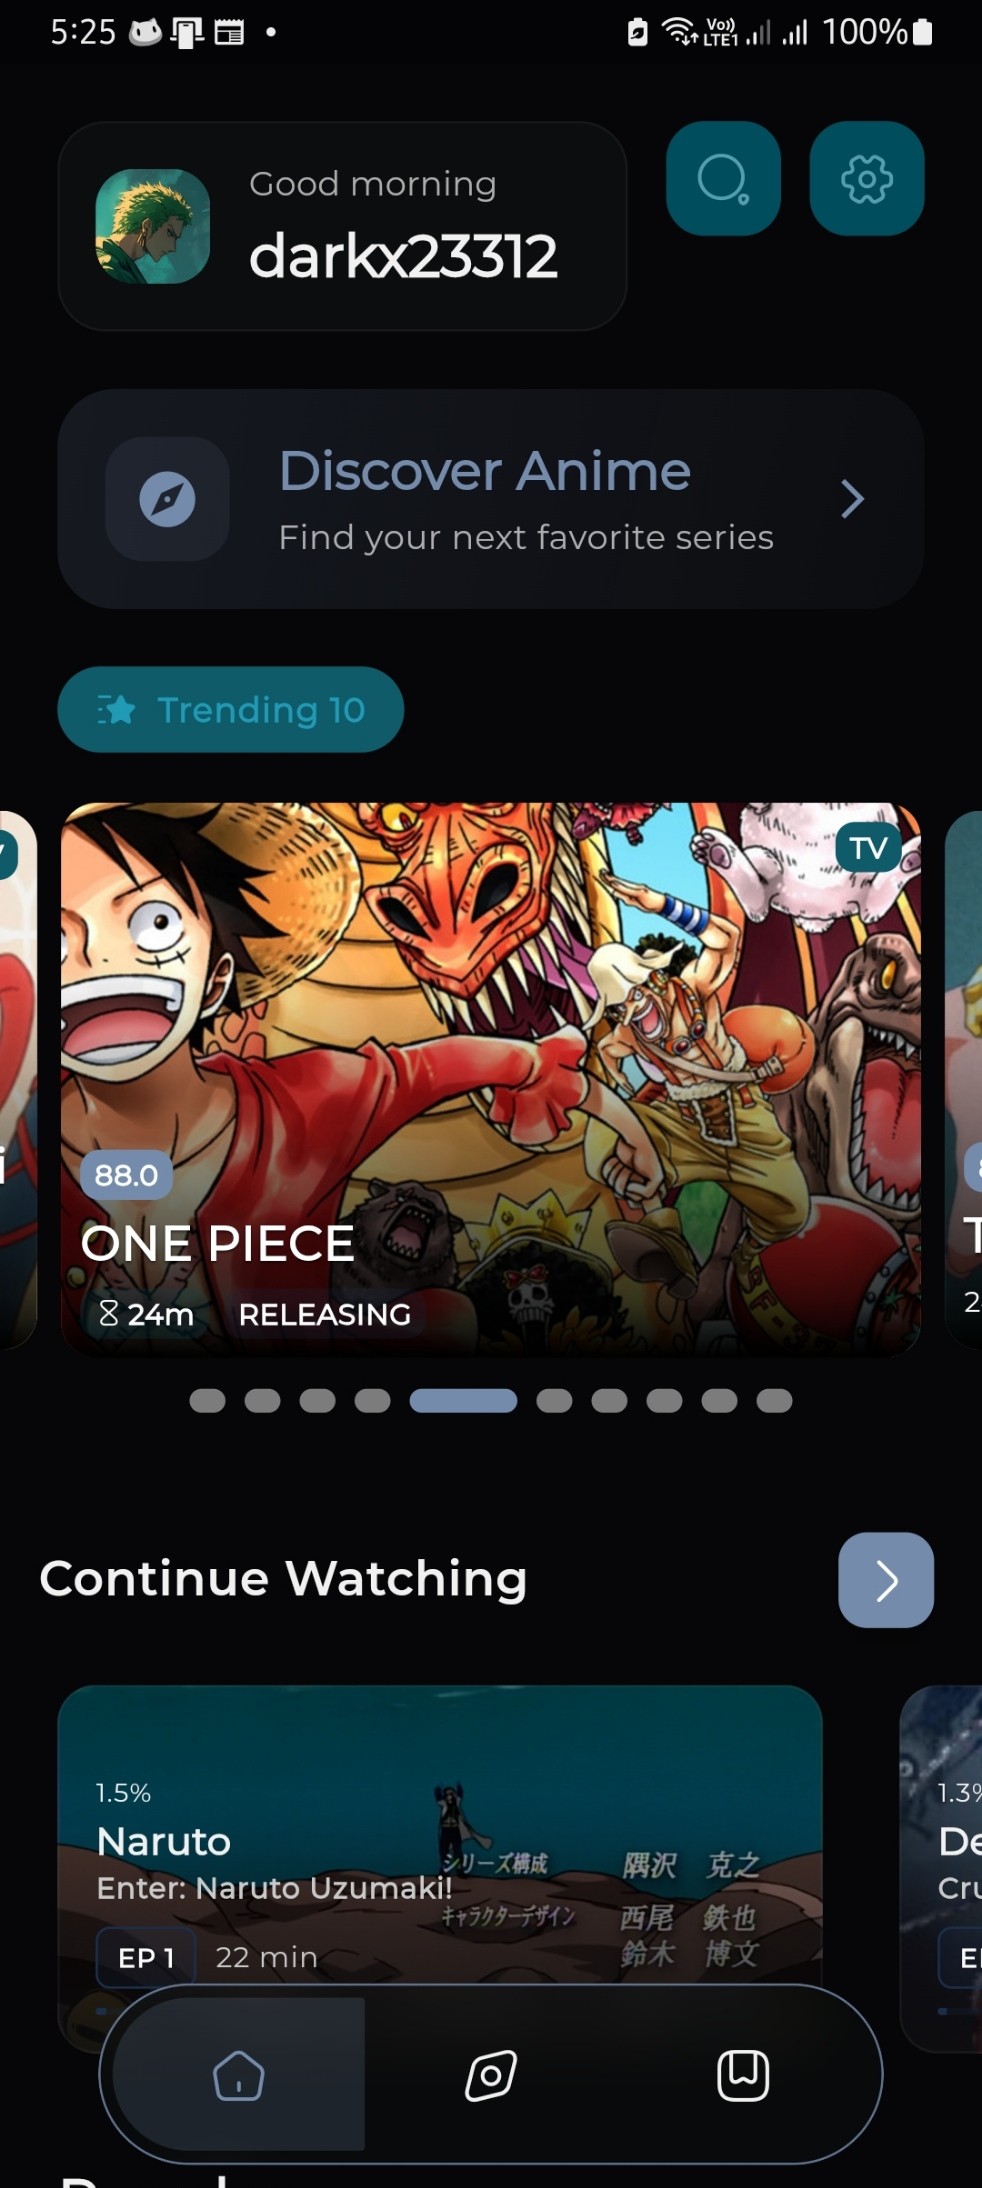 5:25
Vo))
LTE1
100%
Good morning
darkx23312
Discover Anime
Find your next favorite series
Trending 10
TV
88.0
ONE PIECE
24m RELEASING
Continue Watching
1.5%
Naruto
Enter: Naruto Uzumaki!
EP 1 22 min
シリーズ構成 隅沢 克之
キャラクターデザイン 西尾 鉄也
鈴木 博文
1.3%